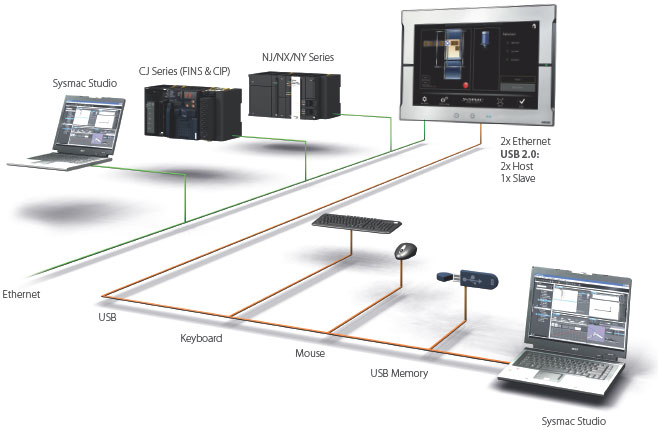 NJ/NX/NY Series
CJ Series (FINS & CIP)
Sysmac Studio
2x Ethernet
USB 2.0:
2x Host
1x Slave
Ethernet
USB
Keyboard
Mouse
USB Memory
Sysmac Studio